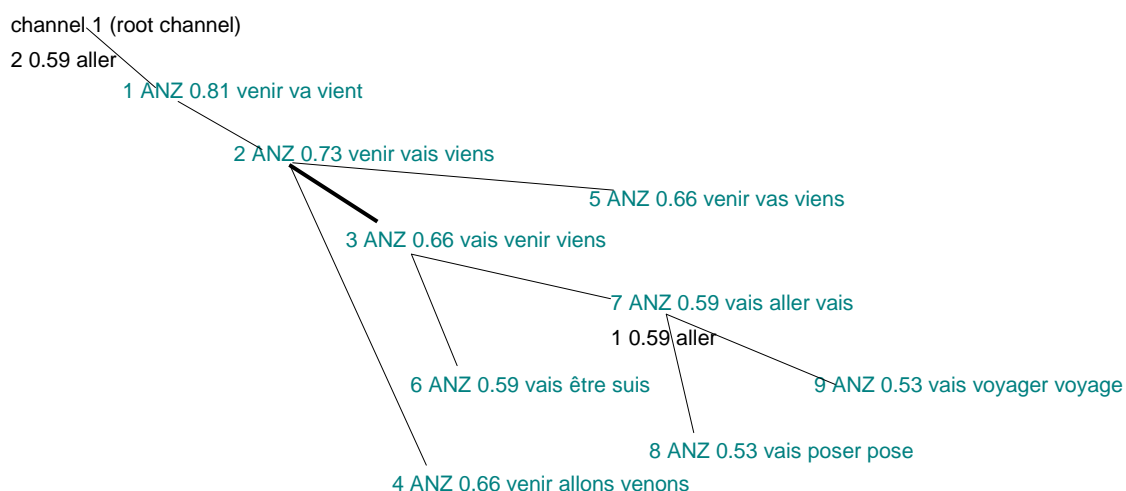 channel 1 (root channel)
2 0.59 aller
1 ANZ 0.81 venir va vient
2 ANZ 0.73 venir vais viens
5 ANZ 0.66 venir vas viens
3 ANZ 0.66 vais venir viens
7 ANZ 0.59 vais aller vais
1 0.59 aller
6 ANZ 0.59 vais être suis
9 ANZ 0.53 vais voyager voyage
8 ANZ 0.53 vais poser pose
4 ANZ 0.66 venir allons venons